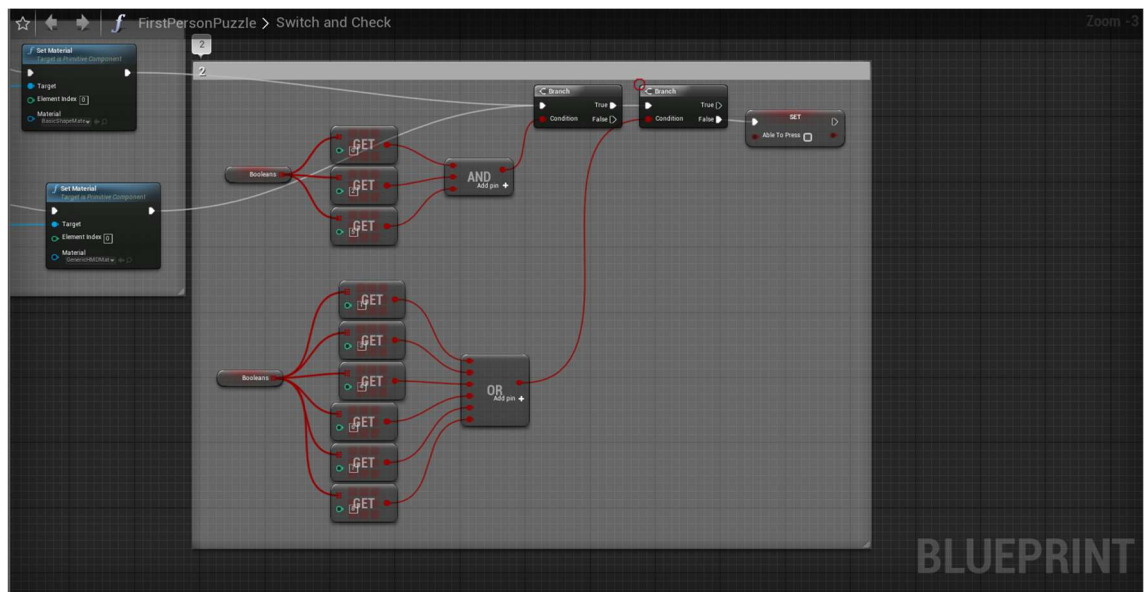 FirstPersonPuzzle > Switch and Check
Zoom -3
2
2
Set Material
Target is Primitive Component
Target
Element Index 0
Material
BasicShapeMate
Set Material
Target is Primitive Component
Target
Element Index 0
Material
GenericHMDMat
Branch
True
Condition
False
Branch
True
Condition
False
SET
Able To Press
Booleans
GET
GET
GET
AND
Add pin +
Booleans
GET
GET
GET
GET
GET
GET
OR
Add pin +
BLUEPRINT